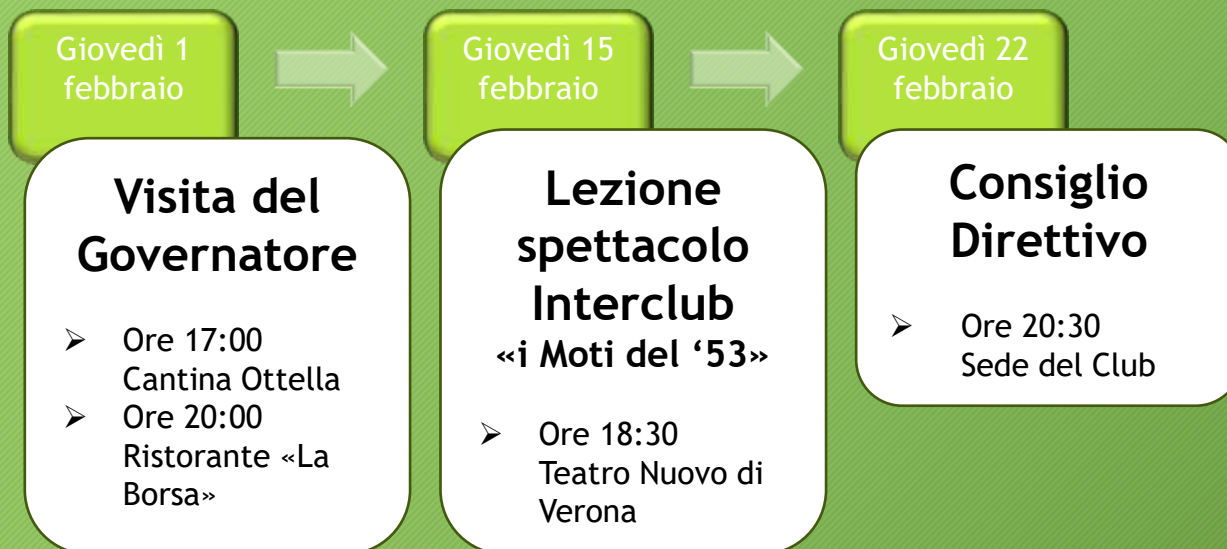 Giovedì 1
febbraio
Visita del
Governatore
➢ Ore 17:00
Cantina Ottella
➢ Ore 20:00
Ristorante «La
Borsa»
Giovedì 15
febbraio
Lezione
spettacolo
Interclub
«i Moti del ‘53»
➢ Ore 18:30
Teatro Nuovo di
Verona
Giovedì 22
febbraio
Consiglio
Direttivo
➢ Ore 20:30
Sede del Club